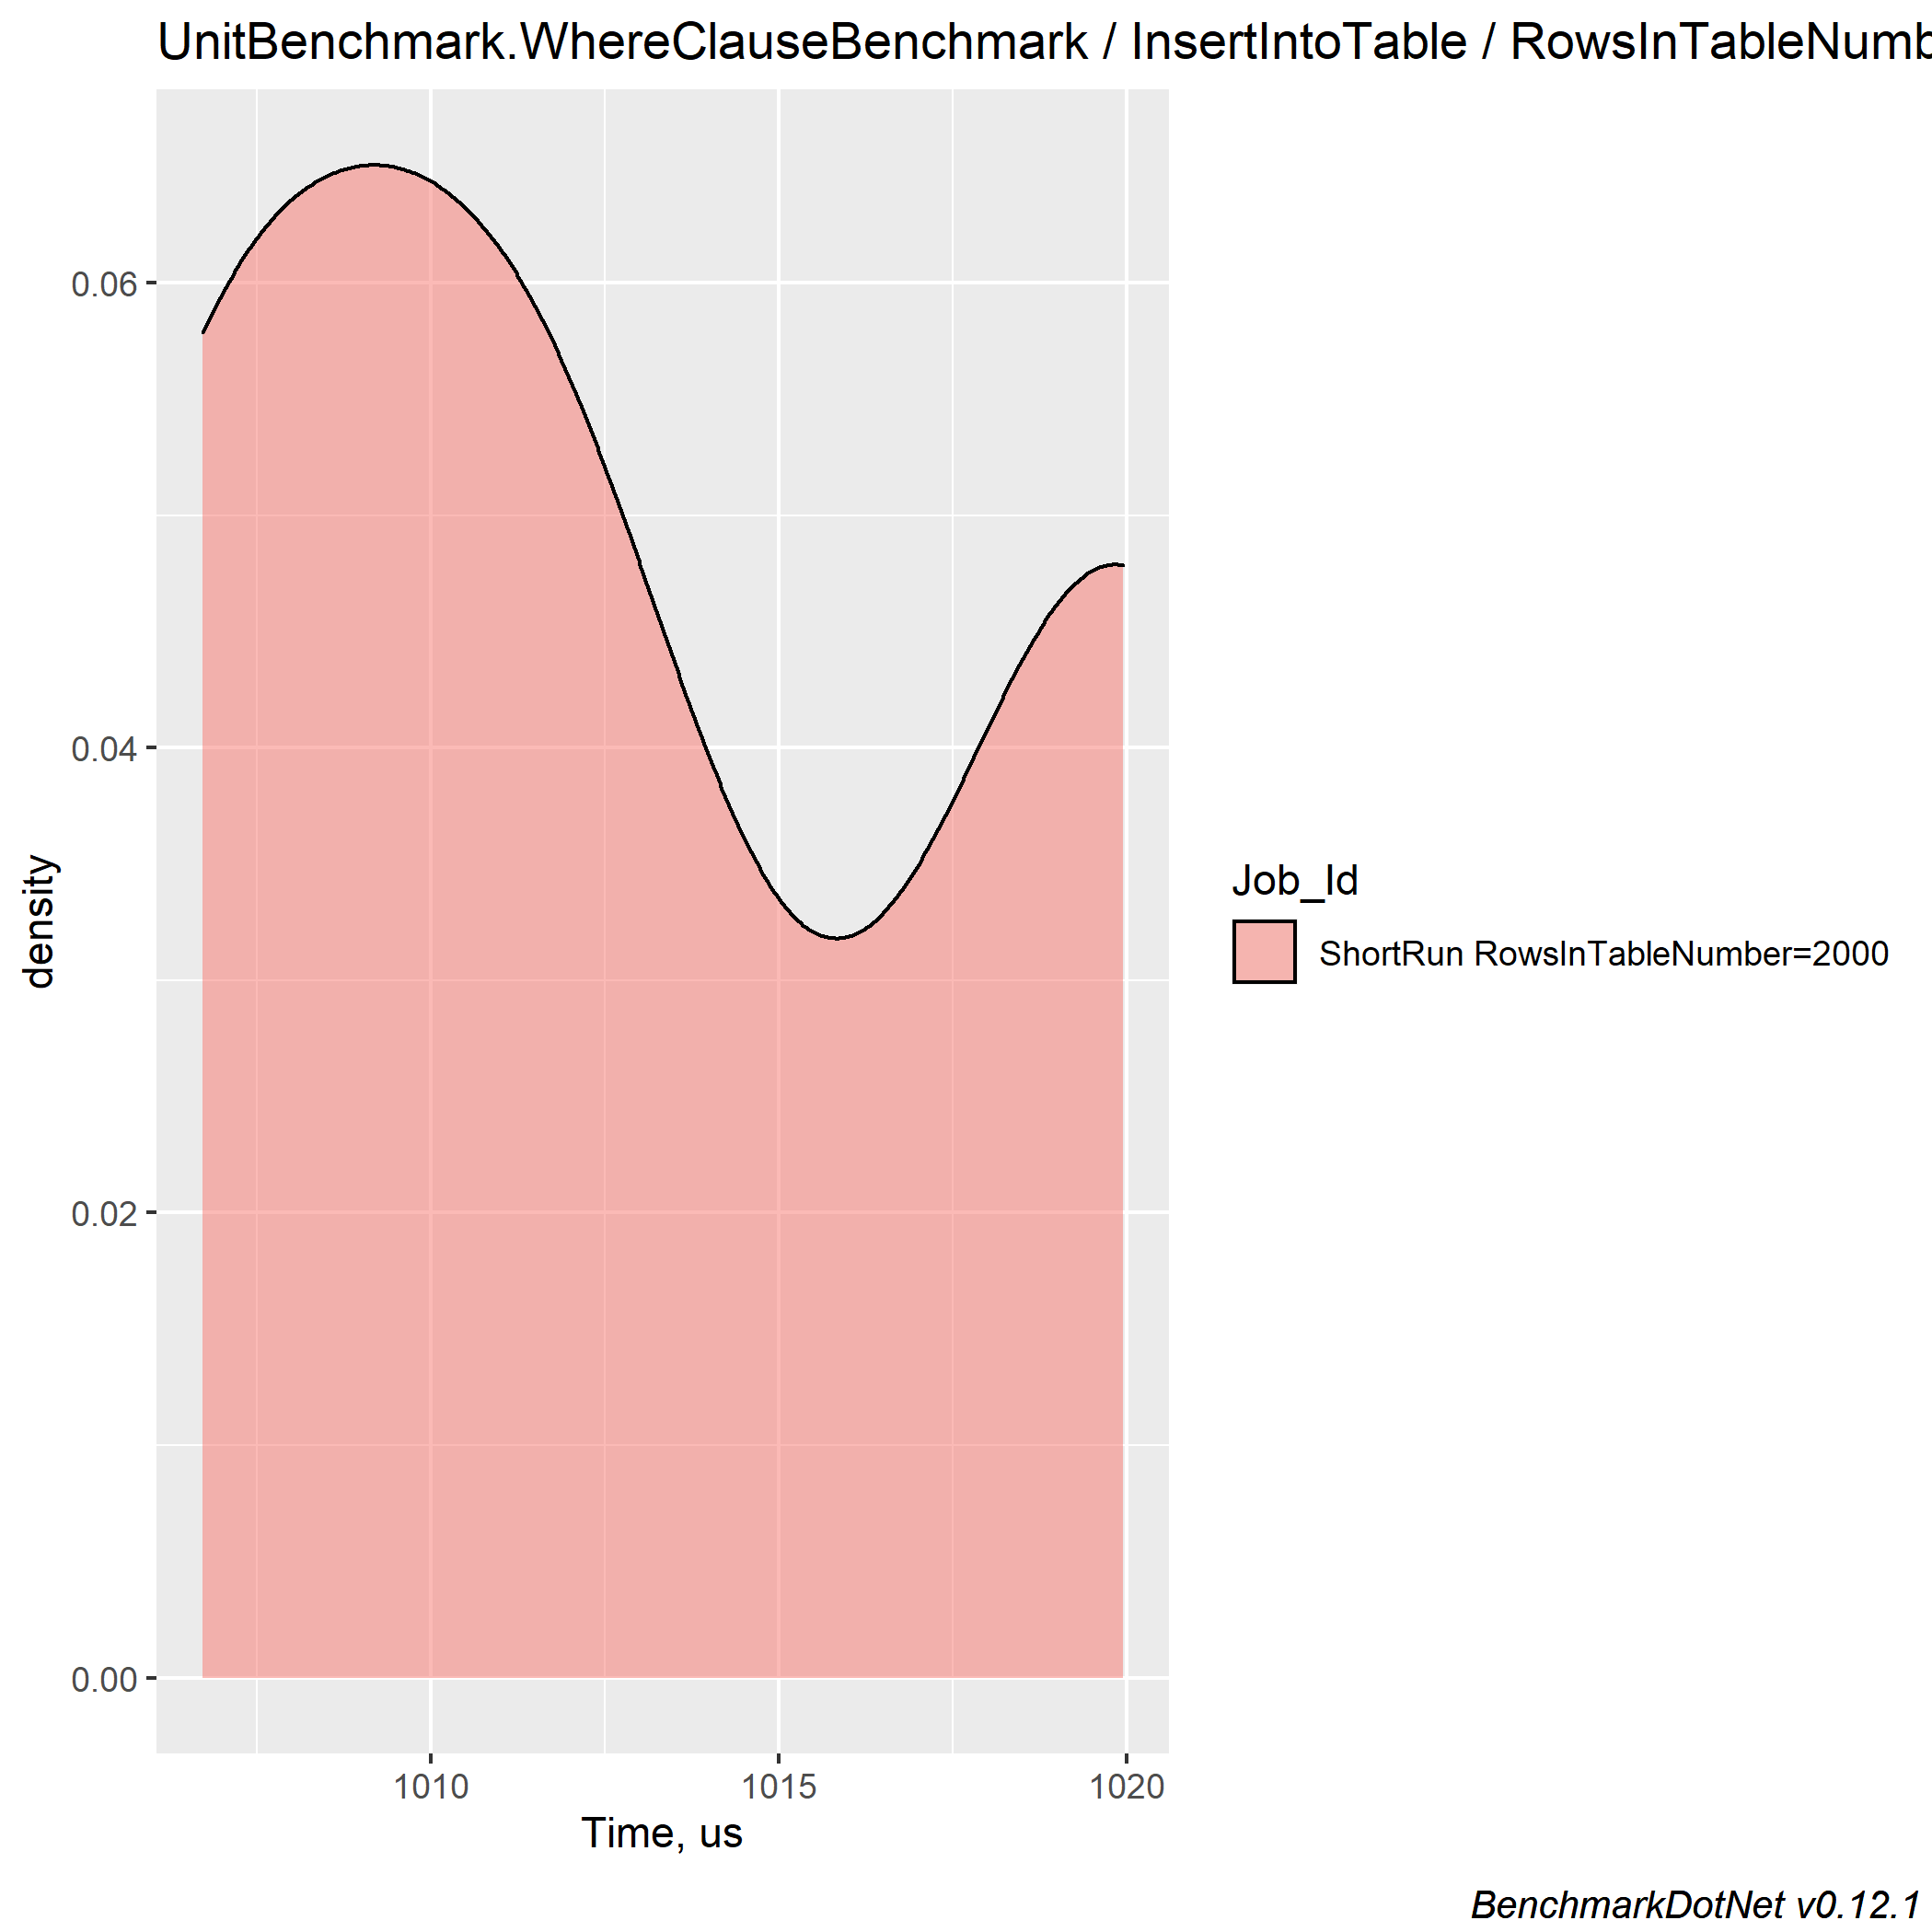 UnitBenchmark.WhereClauseBenchmark / InsertIntoTable / RowsInTableNumb
0.06
0.04
0.02
0.00
density
1010 1015 1020
Time, us
Job_Id
ShortRun RowsInTableNumber=2000
BenchmarkDotNet v0.12.1